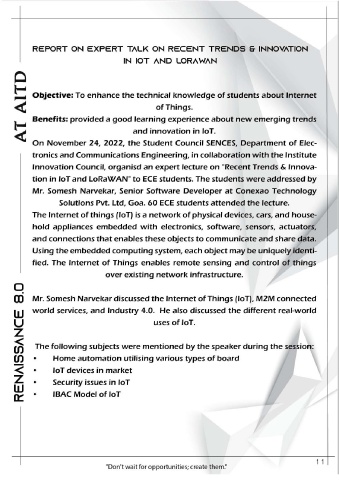 REPORT ON EXPERT TALK ON RECENT TRENDS & INNOVATION
IN IOT AND LORAWAN
AT AITD
RENAISSANCE 8.0
Objective: To enhance the technical knowledge of students about Internet
of Things.
Benefits: provided a good learning experience about new emerging trends
and innovation in IoT.
On November 24, 2022, the Student Council SENCES, Department of Elec-
tronics and Communications Engineering, in collaboration with the Institute
Innovation Council, organisd an expert lecture on "Recent Trends & Innova-
tion in IoT and LoRaWAN" to ECE students. The students were addressed by
Mr. Somesh Narvekar, Senior Software Developer at Conexao Technology
Solutions Pvt. Ltd, Goa. 60 ECE students attended the lecture.
The Internet of things (IoT) is a network of physical devices, cars, and house-
hold appliances embedded with electronics, software, sensors, actuators,
and connections that enables these objects to communicate and share data.
Using the embedded computing system, each object may be uniquely identi-
fied. The Internet of Things enables remote sensing and control of things
over existing network infrastructure.
Mr. Somesh Narvekar discussed the Internet of Things (IoT), M2M connected
world services, and Industry 4.0. He also discussed the different real-world
uses of IoT.
The following subjects were mentioned by the speaker during the session:
• Home automation utilising various types of board
• IoT devices in market
• Security issues in IoT
• IBAC Model of IoT
"Don't wait for opportunities; create them."
11